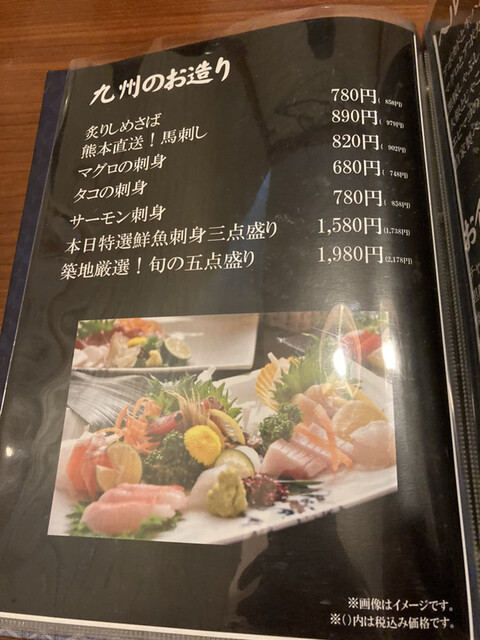 九州のお造り
炙りしめさば 780円(858円)
熊本直送！馬刺し 890円(979円)
マグロの刺身 820円(902円)
タコの刺身 680円(748円)
サーモン刺身 780円(858円)
本日特選鮮魚刺身三点盛り 1,580円(1,738円)
築地厳選！旬の五点盛り 1,980円(2,178円)
※画像はイメージです。
※()内は税込み価格です。